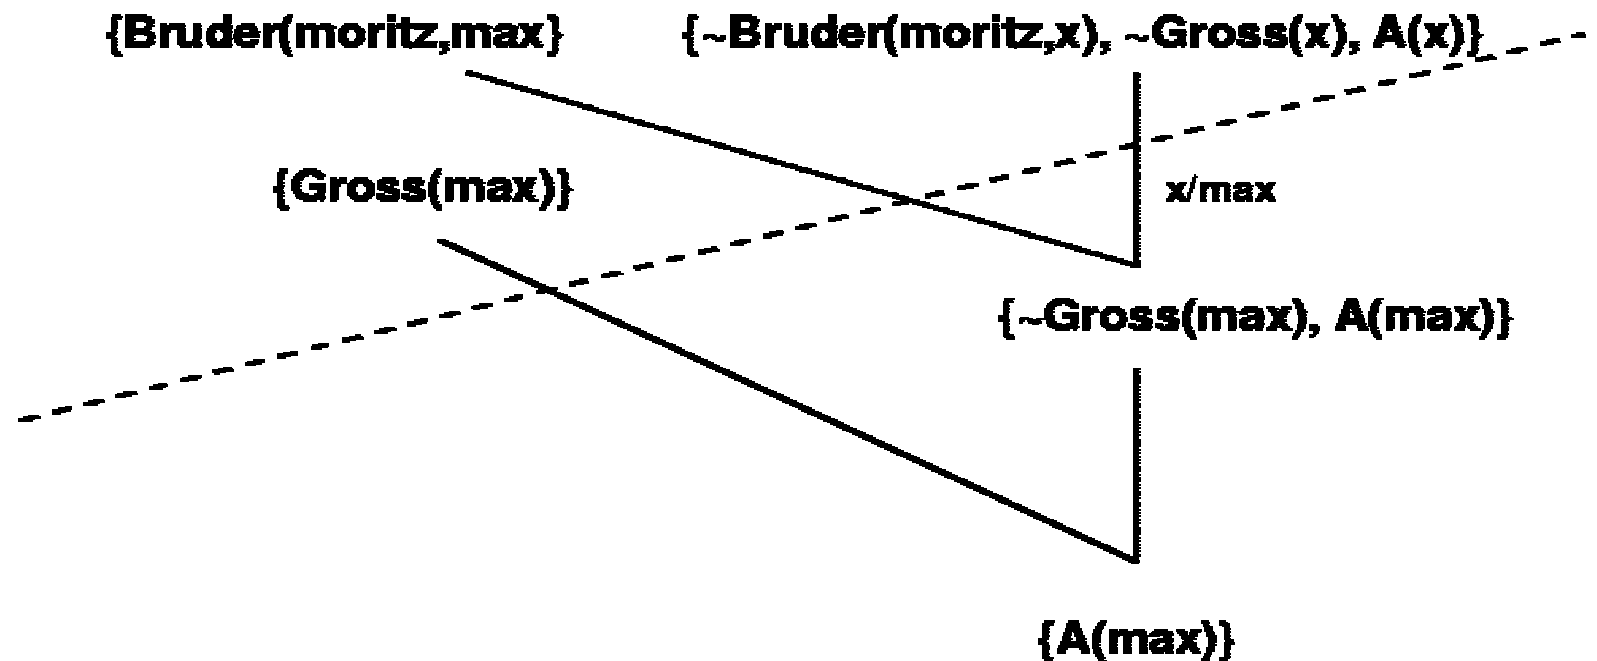 {Bruder(moritz,max} {~Bruder(moritz,x), ~Gross(x), A(x)}
{Gross(max)} x/max
{~Gross(max), A(max)}
{A(max)}